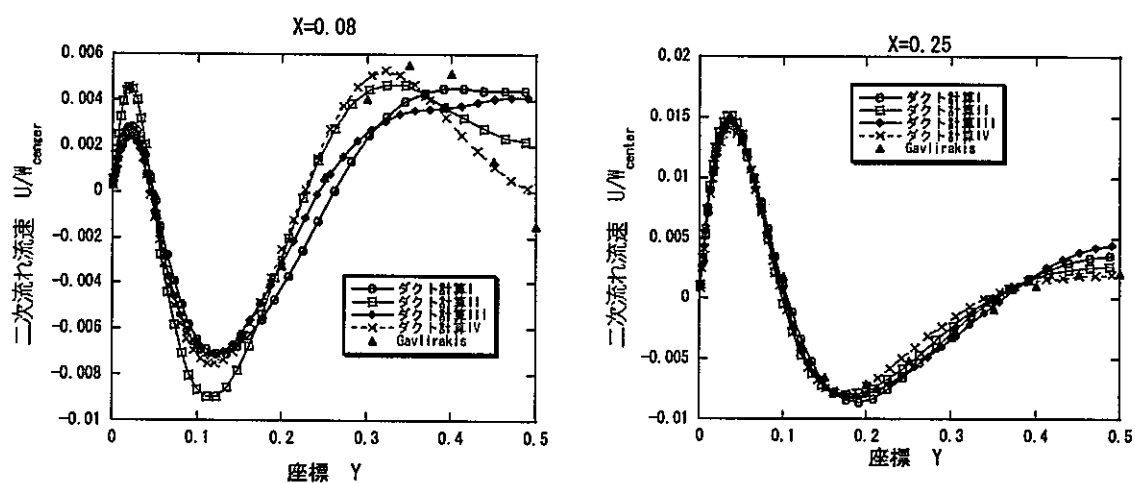 X=0.08
0.006
0.004
0.002
0
-0.002
-0.004
-0.006
-0.008
-0.01
二次流れ流速 U/W_center
ダクト計算I
ダクト計算II
ダクト計算III
ダクト計算IV
Gavlirakis
0 0.1 0.2 0.3 0.4 0.5
座標 Y
X=0.25
0.02
0.015
0.01
0.005
0
-0.005
-0.01
二次流れ流速 U/W_center
ダクト計算I
ダクト計算II
ダクト計算III
ダクト計算IV
Gavlirakis
0 0.1 0.2 0.3 0.4 0.5
座標 Y